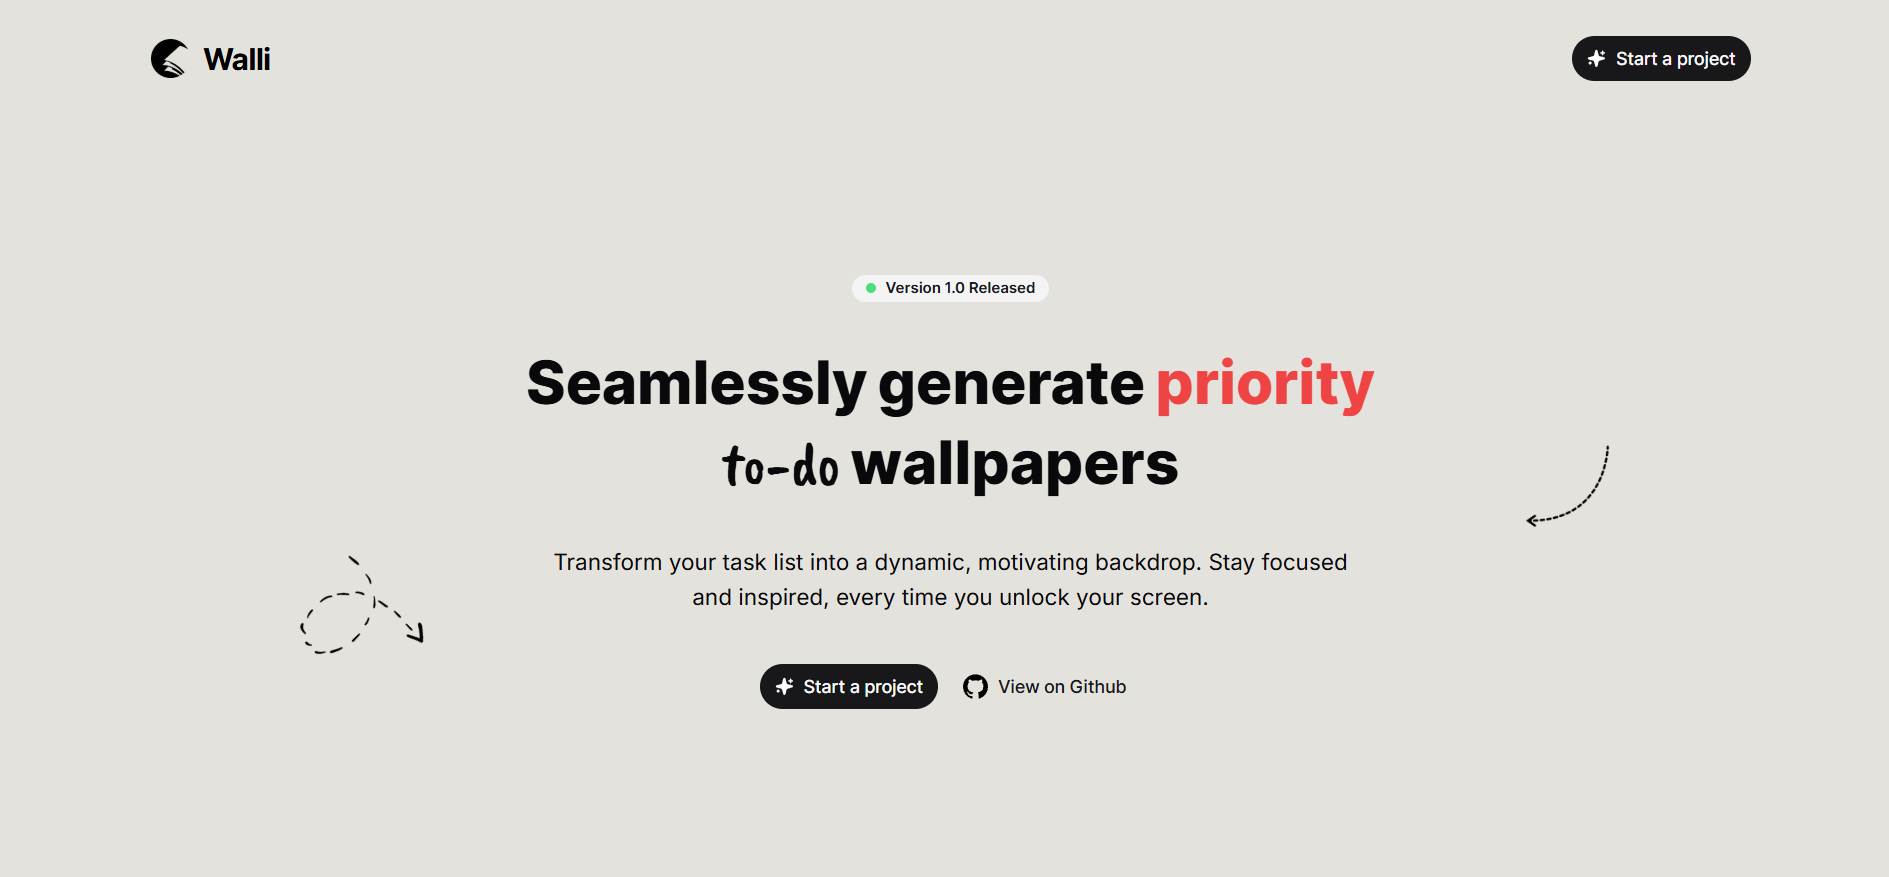 Walli
Start a project
Version 1.0 Released
Seamlessly generate priority
to-do wallpapers
Transform your task list into a dynamic, motivating backdrop. Stay focused
and inspired, every time you unlock your screen.
Start a project
View on Github